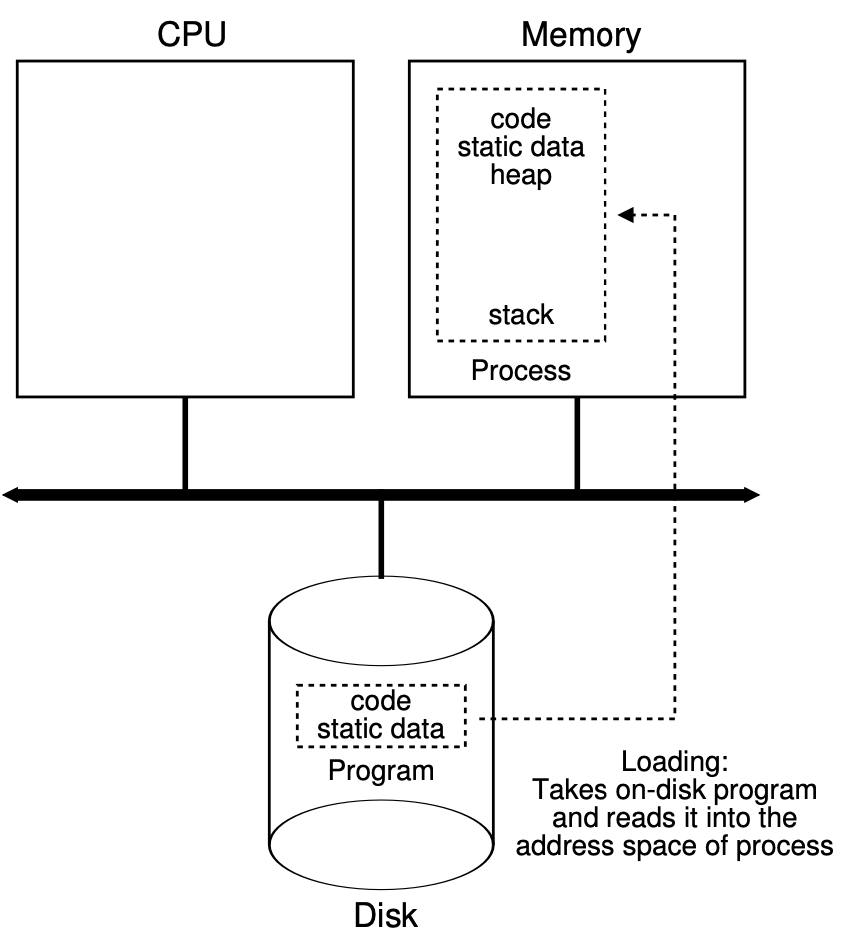 CPU
Memory
code
static data
heap
stack
Process
code
static data
Program
Loading:
Takes on-disk program
and reads it into the
address space of process
Disk